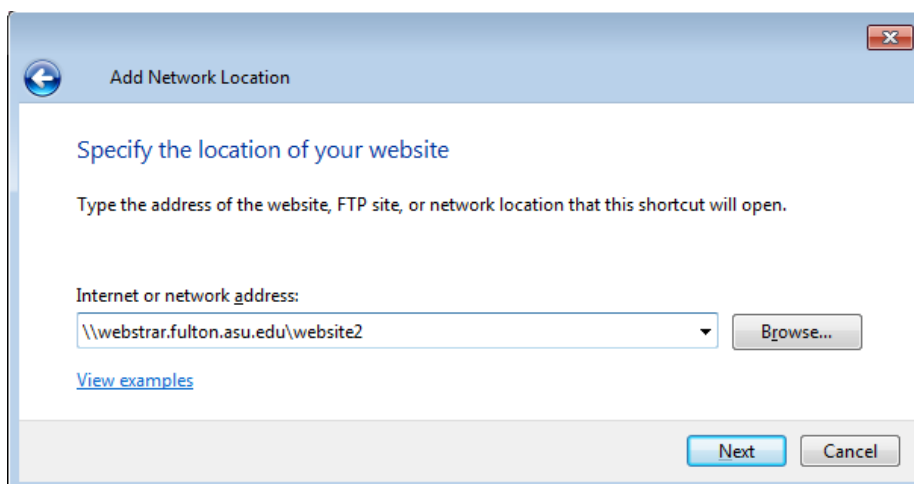 Add Network Location
Specify the location of your website
Type the address of the website, FTP site, or network location that this shortcut will open.
Internet or network address:
\\webstrar.fulton.asu.edu\website2
Browse...
View examples
Next
Cancel